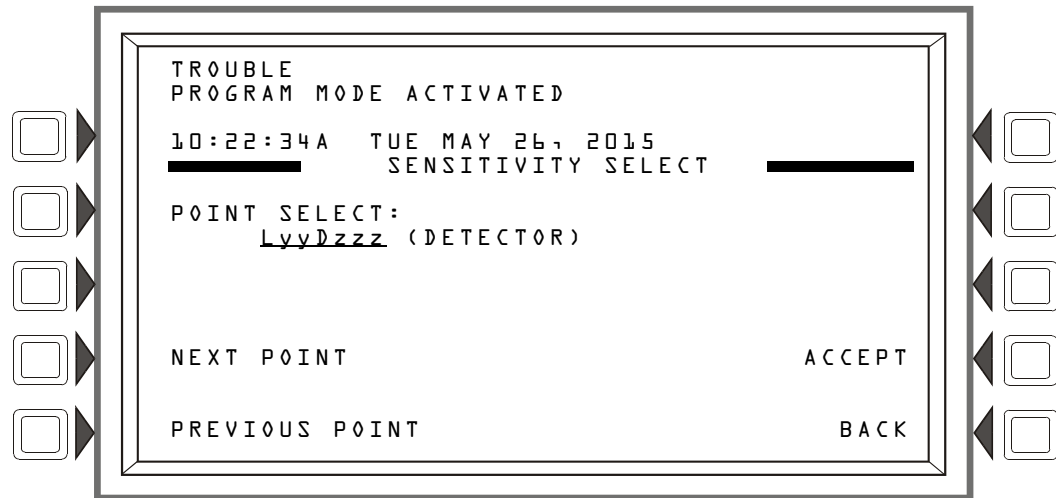 TROUBLE
PROGRAM MODE ACTIVATED
10:22:34A TUE MAY 26, 2015
SENSITIVITY SELECT
POINT SELECT:
LyyDzzz (DETECTOR)
NEXT POINT
ACCEPT
PREVIOUS POINT
BACK